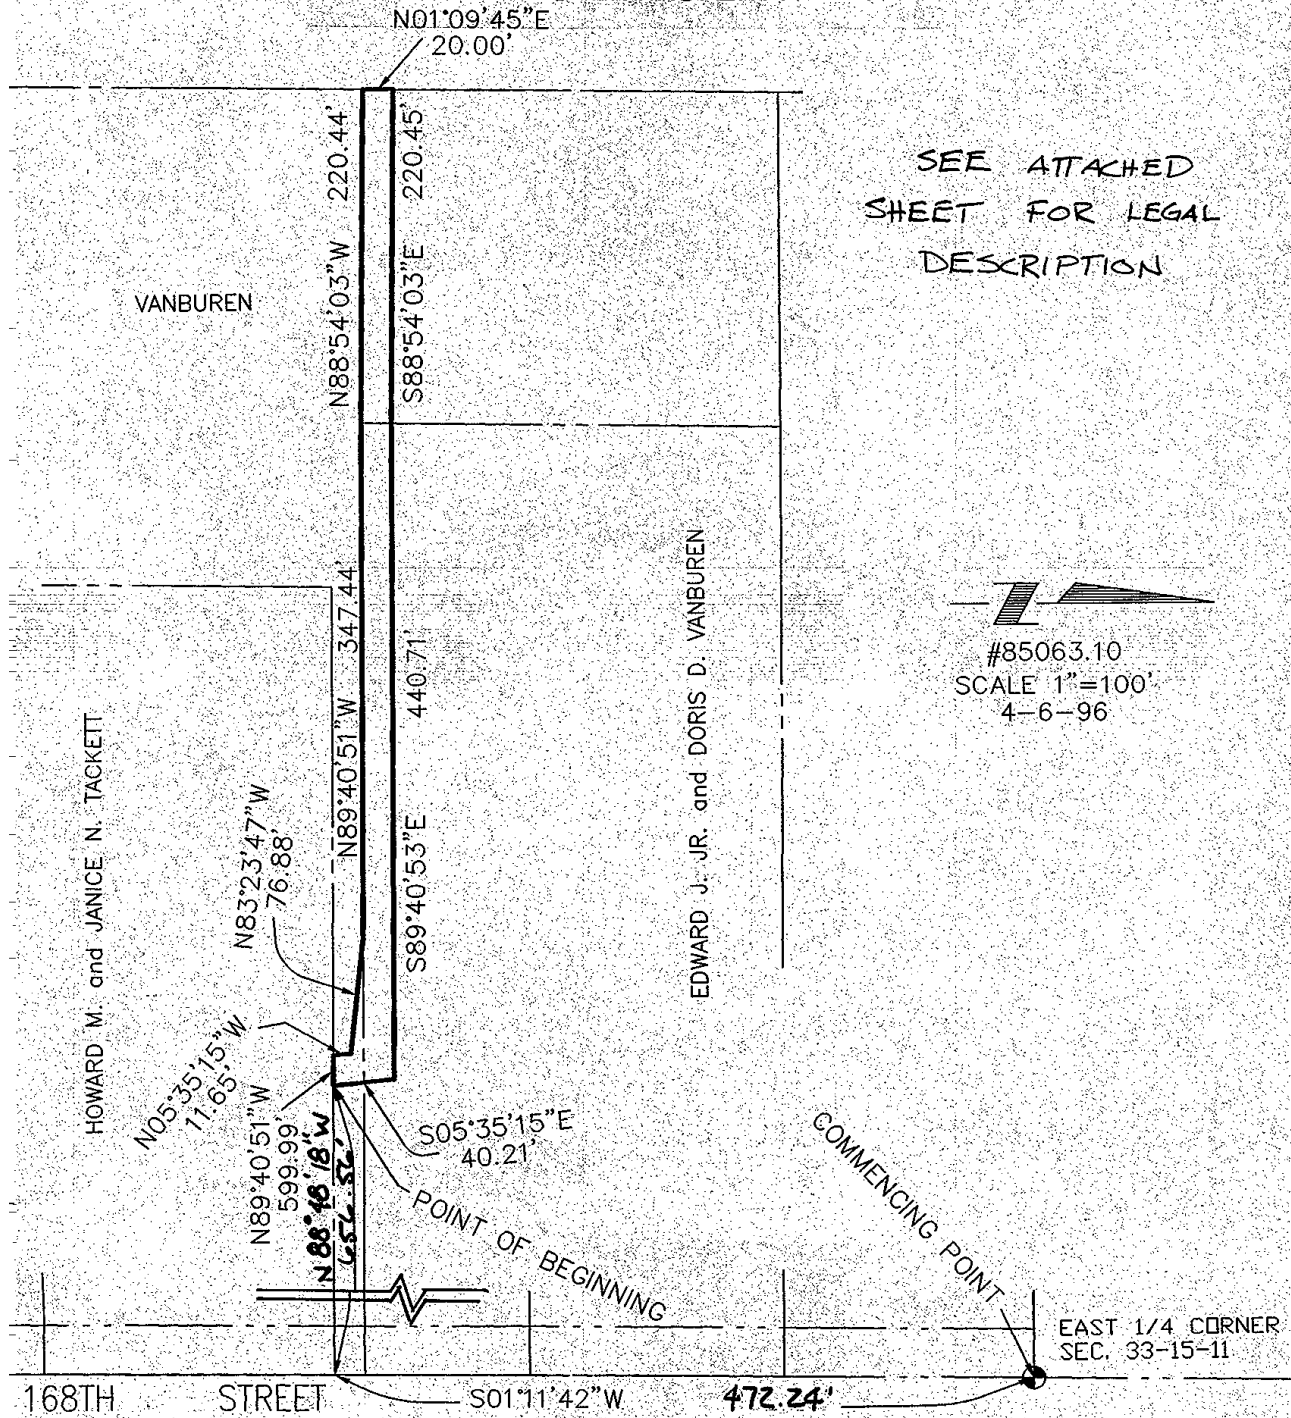 N01°09'45"E
20.00'
220.44'
N88°54'03"W
220.45'
S88°54'03"E
SEE ATTACHED
SHEET FOR LEGAL
DESCRIPTION
VANBUREN
347.44'
N89°40'51"W
440.71'
S89°40'53"E
EDWARD J. JR. and DORIS D. VANBUREN
#85063.10
SCALE 1"=100'
4-6-96
HOWARD M. and JANICE N. TACKETT
N83°23'47"W
76.88'
N05°35'15"W
11.65'
N89°40'51"W
599.99'
N 88°48'18"W
656.56'
S05°35'15"E
40.21'
POINT OF BEGINNING
COMMENCING POINT
EAST 1/4 CORNER
SEC. 33-15-11
168TH STREET
S01°11'42"W 472.24'